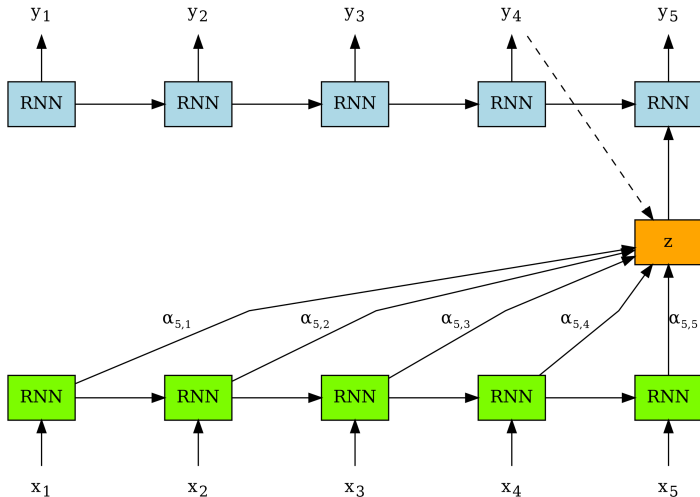 y₁ y₂ y₃ y₄ y₅
RNN RNN RNN RNN RNN
z
α₅,₁ α₅,₂ α₅,₃ α₅,₄ α₅,₅
RNN RNN RNN RNN RNN
x₁ x₂ x₃ x₄ x₅